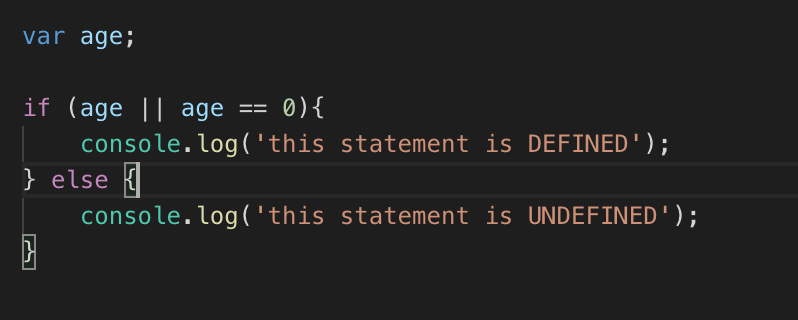 var age;
if (age || age == 0){
console.log('this statement is DEFINED');
} else {
console.log('this statement is UNDEFINED');
}